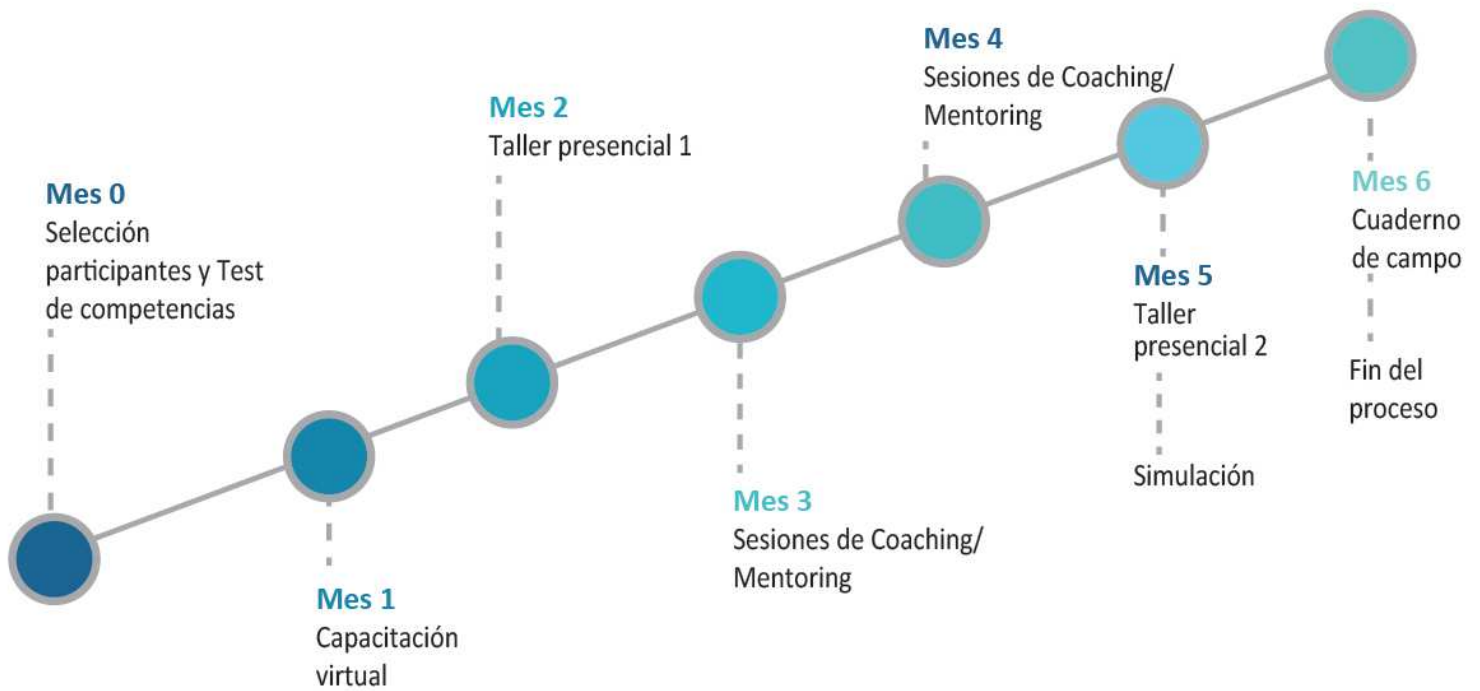 Mes 0
Selección
participantes y Test
de competencias
Mes 1
Capacitación
virtual
Mes 2
Taller presencial 1
Mes 3
Sesiones de Coaching/
Mentoring
Mes 4
Sesiones de Coaching/
Mentoring
Mes 5
Taller
presencial 2
Simulación
Mes 6
Cuaderno
de campo
Fin del
proceso